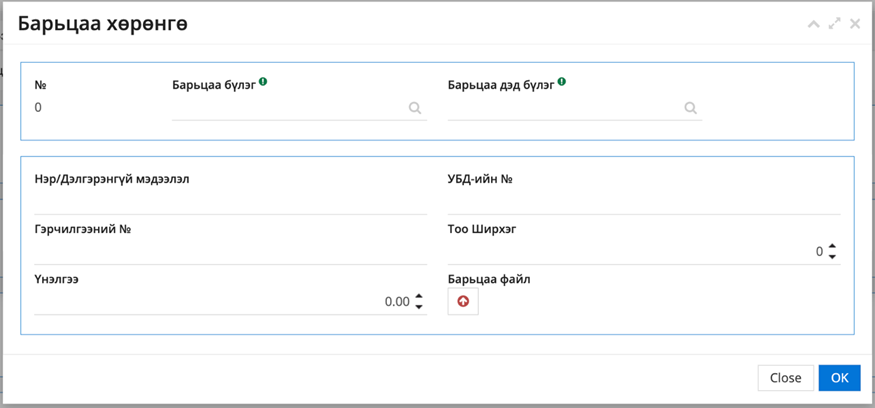 Барьцаа хөрөнгө
№
Барьцаа бүлэг
Барьцаа дэд бүлэг
0
Нэр/Дэлгэрэнгүй мэдээлэл
УБД-ийн №
Гэрчилгээний №
Тоо Ширхэг
0
Үнэлгээ
Барьцаа файл
0.00
Close
OK